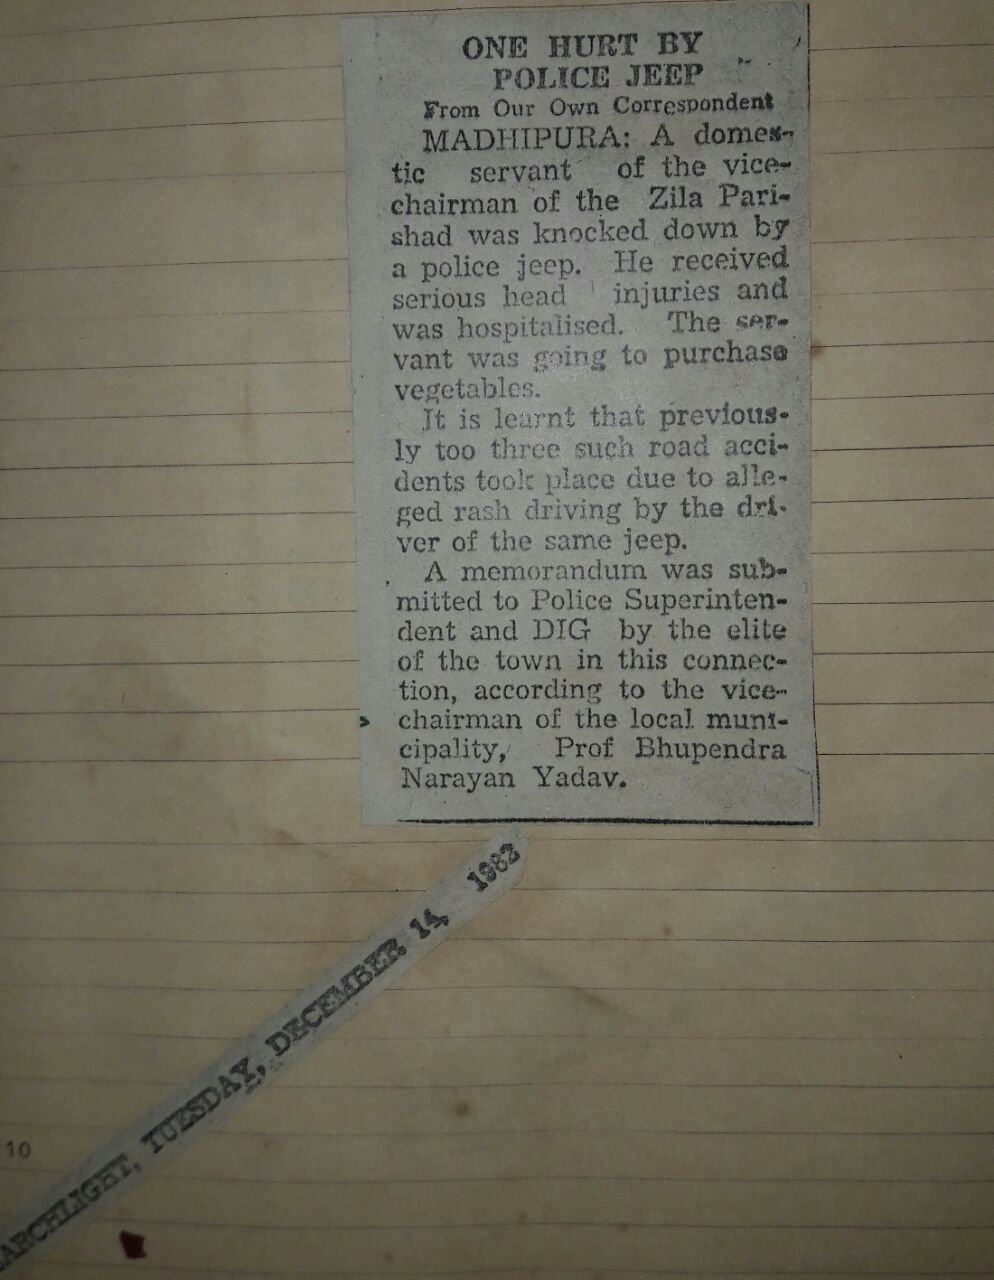 ONE HURT BY
POLICE JEEP
From Our Own Correspondent
MADHIPURA: A domes-
tic servant of the vice-
chairman of the Zila Pari-
shad was knocked down by
a police jeep. He received
serious head injuries and
was hospitalised. The ser-
vant was going to purchase
vegetables.
It is learnt that previous-
ly too three such road acci-
dents took place due to alle-
ged rash driving by the dri-
ver of the same jeep.
A memorandum was sub-
mitted to Police Superinten-
dent and DIG by the elite
of the town in this connec-
tion, according to the vice-
chairman of the local muni-
cipality, Prof Bhupendra
Narayan Yadav.
ARCHLIGHT, TUESDAY, DECEMBER 14, 1982
10